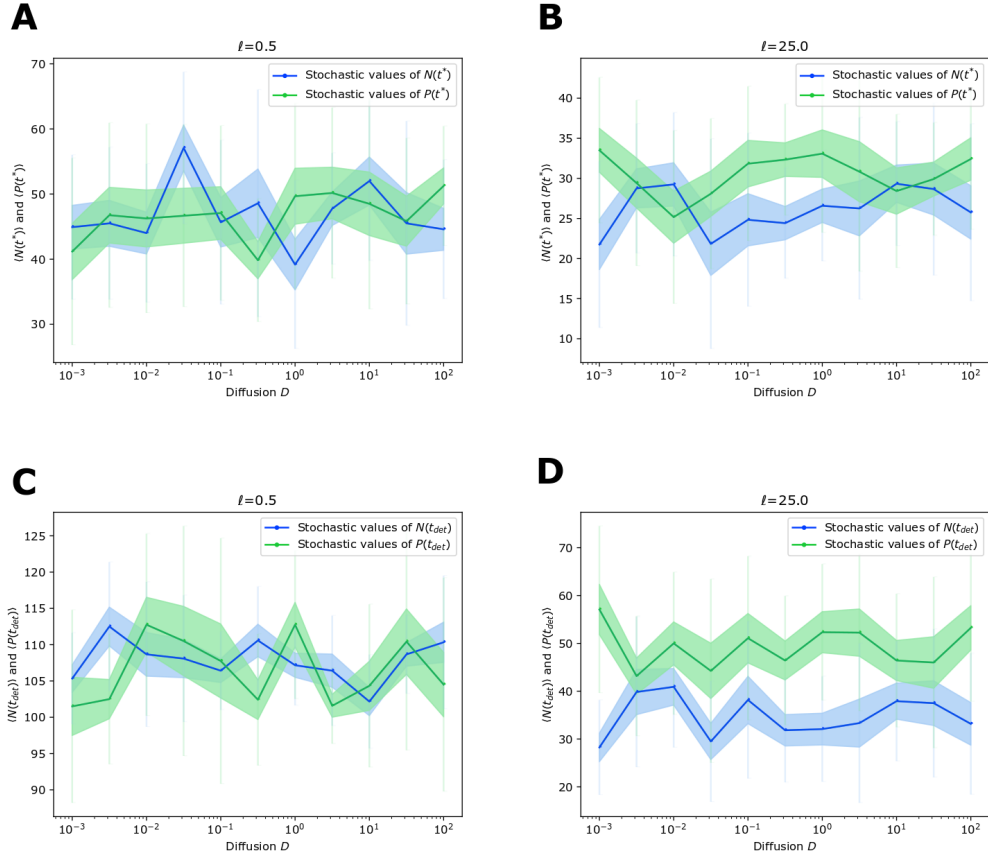 A
ℓ=0.5
Stochastic values of N(t*)
Stochastic values of P(t*)
⟨N(t*)⟩ and ⟨P(t*)⟩
70
60
50
40
30
10⁻³ 10⁻² 10⁻¹ 10⁰ 10¹ 10²
Diffusion D
B
ℓ=25.0
Stochastic values of N(t*)
Stochastic values of P(t*)
⟨N(t*)⟩ and ⟨P(t*)⟩
40
35
30
25
20
15
10
10⁻³ 10⁻² 10⁻¹ 10⁰ 10¹ 10²
Diffusion D
C
ℓ=0.5
Stochastic values of N(t_det)
Stochastic values of P(t_det)
⟨N(t_det)⟩ and ⟨P(t_det)⟩
125
120
115
110
105
100
95
90
10⁻³ 10⁻² 10⁻¹ 10⁰ 10¹ 10²
Diffusion D
D
ℓ=25.0
Stochastic values of N(t_det)
Stochastic values of P(t_det)
⟨N(t_det)⟩ and ⟨P(t_det)⟩
70
60
50
40
30
20
10⁻³ 10⁻² 10⁻¹ 10⁰ 10¹ 10²
Diffusion D